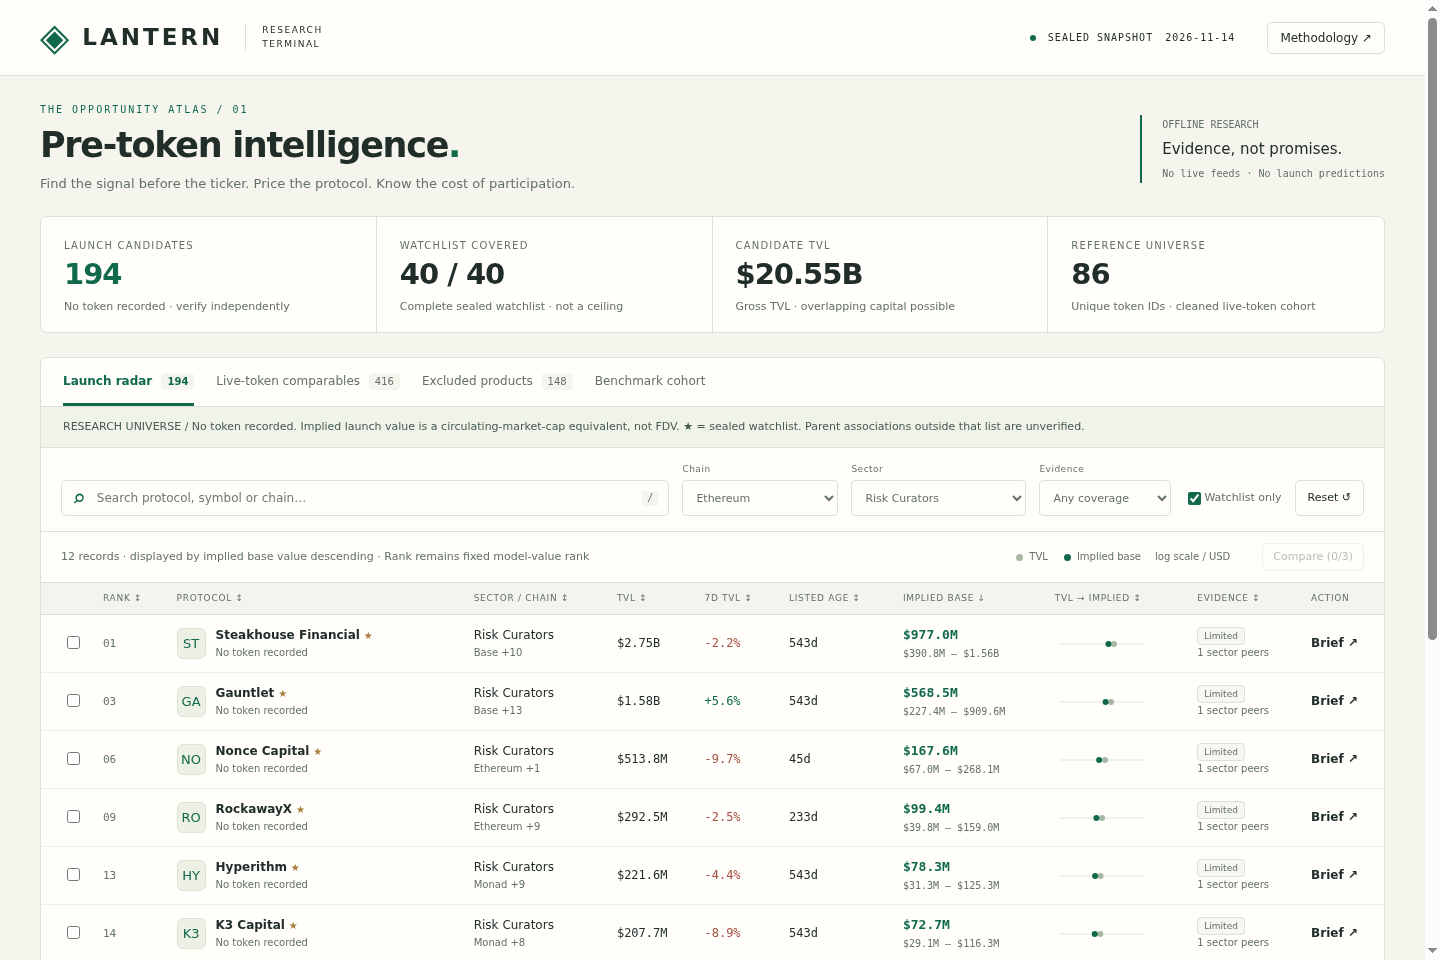 LANTERN
RESEARCH
TERMINAL
SEALED SNAPSHOT 2026-11-14
Methodology ↗
THE OPPORTUNITY ATLAS / 01
Pre-token intelligence.
Find the signal before the ticker. Price the protocol. Know the cost of participation.
OFFLINE RESEARCH
Evidence, not promises.
No live feeds · No launch predictions
LAUNCH CANDIDATES
194
No token recorded · verify independently
WATCHLIST COVERED
40 / 40
Complete sealed watchlist · not a ceiling
CANDIDATE TVL
$20.55B
Gross TVL · overlapping capital possible
REFERENCE UNIVERSE
86
Unique token IDs · cleaned live-token cohort
Launch radar 194 Live-token comparables 416 Excluded products 148 Benchmark cohort
RESEARCH UNIVERSE / No token recorded. Implied launch value is a circulating-market-cap equivalent, not FDV. ★ = sealed watchlist. Parent associations outside that list are unverified.
Chain Sector Evidence
Search protocol, symbol or chain... / Ethereum Risk Curators Any coverage Watchlist only Reset ↺
12 records · displayed by implied base value descending · Rank remains fixed model-value rank TVL Implied base log scale / USD Compare (0/3)
RANK ↕ PROTOCOL ↕ SECTOR / CHAIN ↕ TVL ↕ 7D TVL ↕ LISTED AGE ↕ IMPLIED BASE ↓ TVL → IMPLIED ↕ EVIDENCE ↕ ACTION
01 ST Steakhouse Financial ★ Risk Curators $2.75B -2.2% 543d $977.0M Limited Brief ↗
No token recorded Base +10 $390.8M — $1.56B 1 sector peers
03 GA Gauntlet ★ Risk Curators $1.58B +5.6% 543d $568.5M Limited Brief ↗
No token recorded Base +13 $227.4M — $909.6M 1 sector peers
06 NO Nonce Capital ★ Risk Curators $513.8M -9.7% 45d $167.6M Limited Brief ↗
No token recorded Ethereum +1 $67.0M — $268.1M 1 sector peers
09 RO RockawayX ★ Risk Curators $292.5M -2.5% 233d $99.4M Limited Brief ↗
No token recorded Ethereum +9 $39.8M — $159.0M 1 sector peers
13 HY Hyperithm ★ Risk Curators $221.6M -4.4% 543d $78.3M Limited Brief ↗
No token recorded Monad +9 $31.3M — $125.3M 1 sector peers
14 K3 K3 Capital ★ Risk Curators $207.7M -8.9% 543d $72.7M Limited Brief ↗
No token recorded Monad +8 $29.1M — $116.3M 1 sector peers